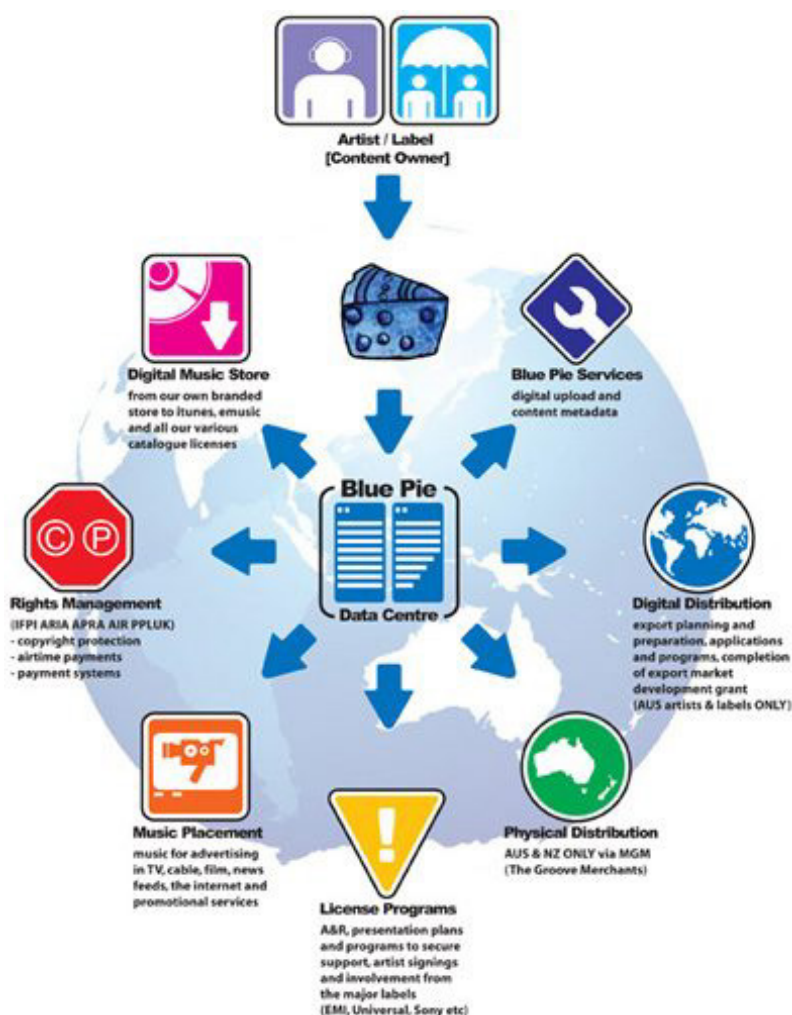 Artist / Label
[Content Owner]
Digital Music Store
from our own branded
store to itunes, emusic
and all our various
catalogue licenses
Blue Pie Services
digital upload and
content metadata
Blue Pie
Data Centre
C P
Rights Management
(IFPI ARIA APRA AIR PPLUK)
- copyright protection
- airtime payments
- payment systems
Digital Distribution
export planning and
preparation, applications
and programs, completion
of export market
development grant
(AUS artists & labels ONLY)
Music Placement
music for advertising
in TV, cable, film, news
feeds, the internet and
promotional services
!
License Programs
A&R, presentation plans
and programs to secure
support, artist signings
and involvement from
the major labels
(EMI, Universal, Sony etc)
Physical Distribution
AUS & NZ ONLY via MGM
(The Groove Merchants)